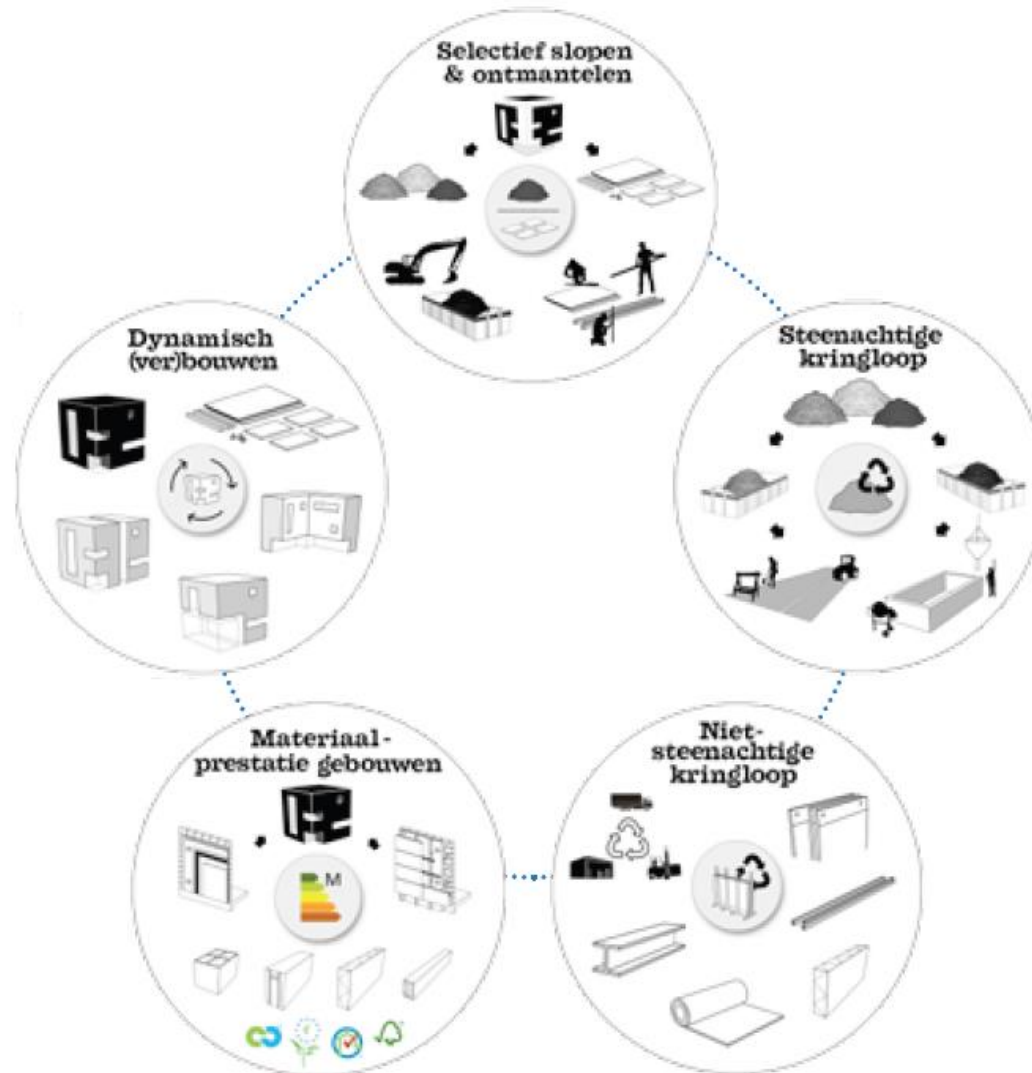 Selectief slopen
& ontmantelen
Dynamisch
(ver)bouwen
Steenachtige
kringloop
Materiaal-
prestatie gebouwen
M
Niet-
steenachtige
kringloop